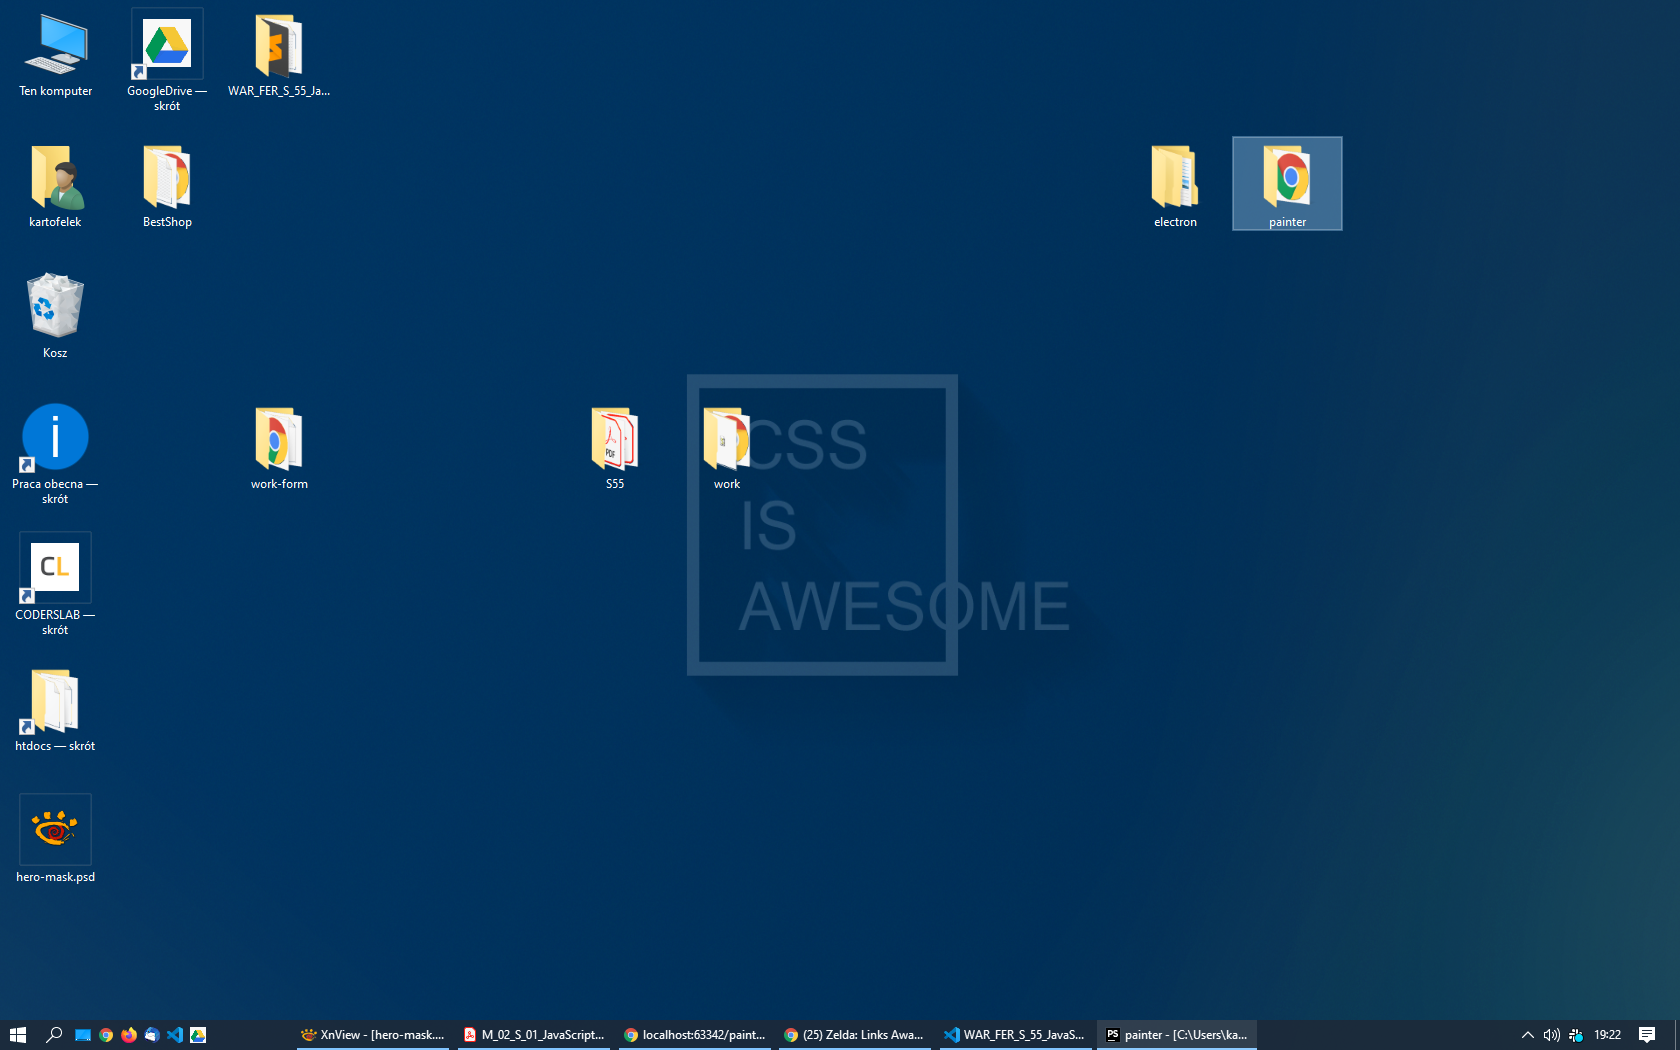 Ten komputer
GoogleDrive —
skrót
WAR_FER_S_55_Ja...
kartofelek
BestShop
electron
painter
Kosz
Praca obecna —
skrót
work-form
PDF
S55
work
CSS
IS
AWESOME
CL
CODERSLAB —
skrót
htdocs — skrót
hero-mask.psd
XnView - [hero-mask....
M_02_S_01_JavaScript...
localhost:63342/paint...
(25) Zelda: Links Awa...
WAR_FER_S_55_JavaS...
PS
painter - [C:\Users\ka...
19:22